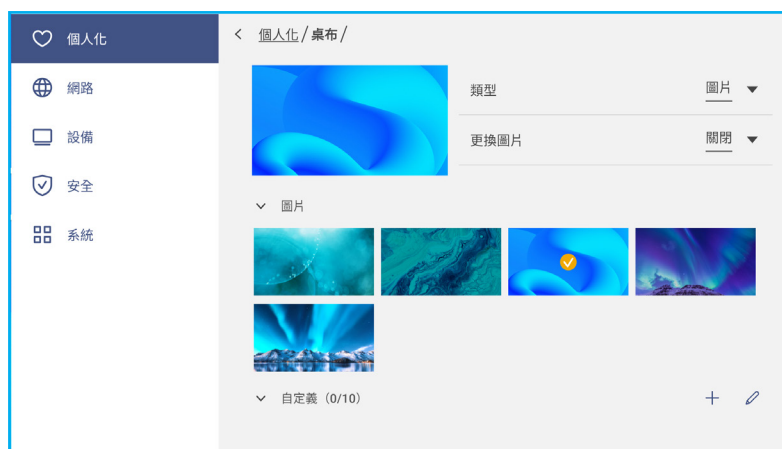 個人化
網路
設備
安全
系統
個人化/桌布/
類型 圖片
更換圖片 關閉
圖片
自定義（0/10）